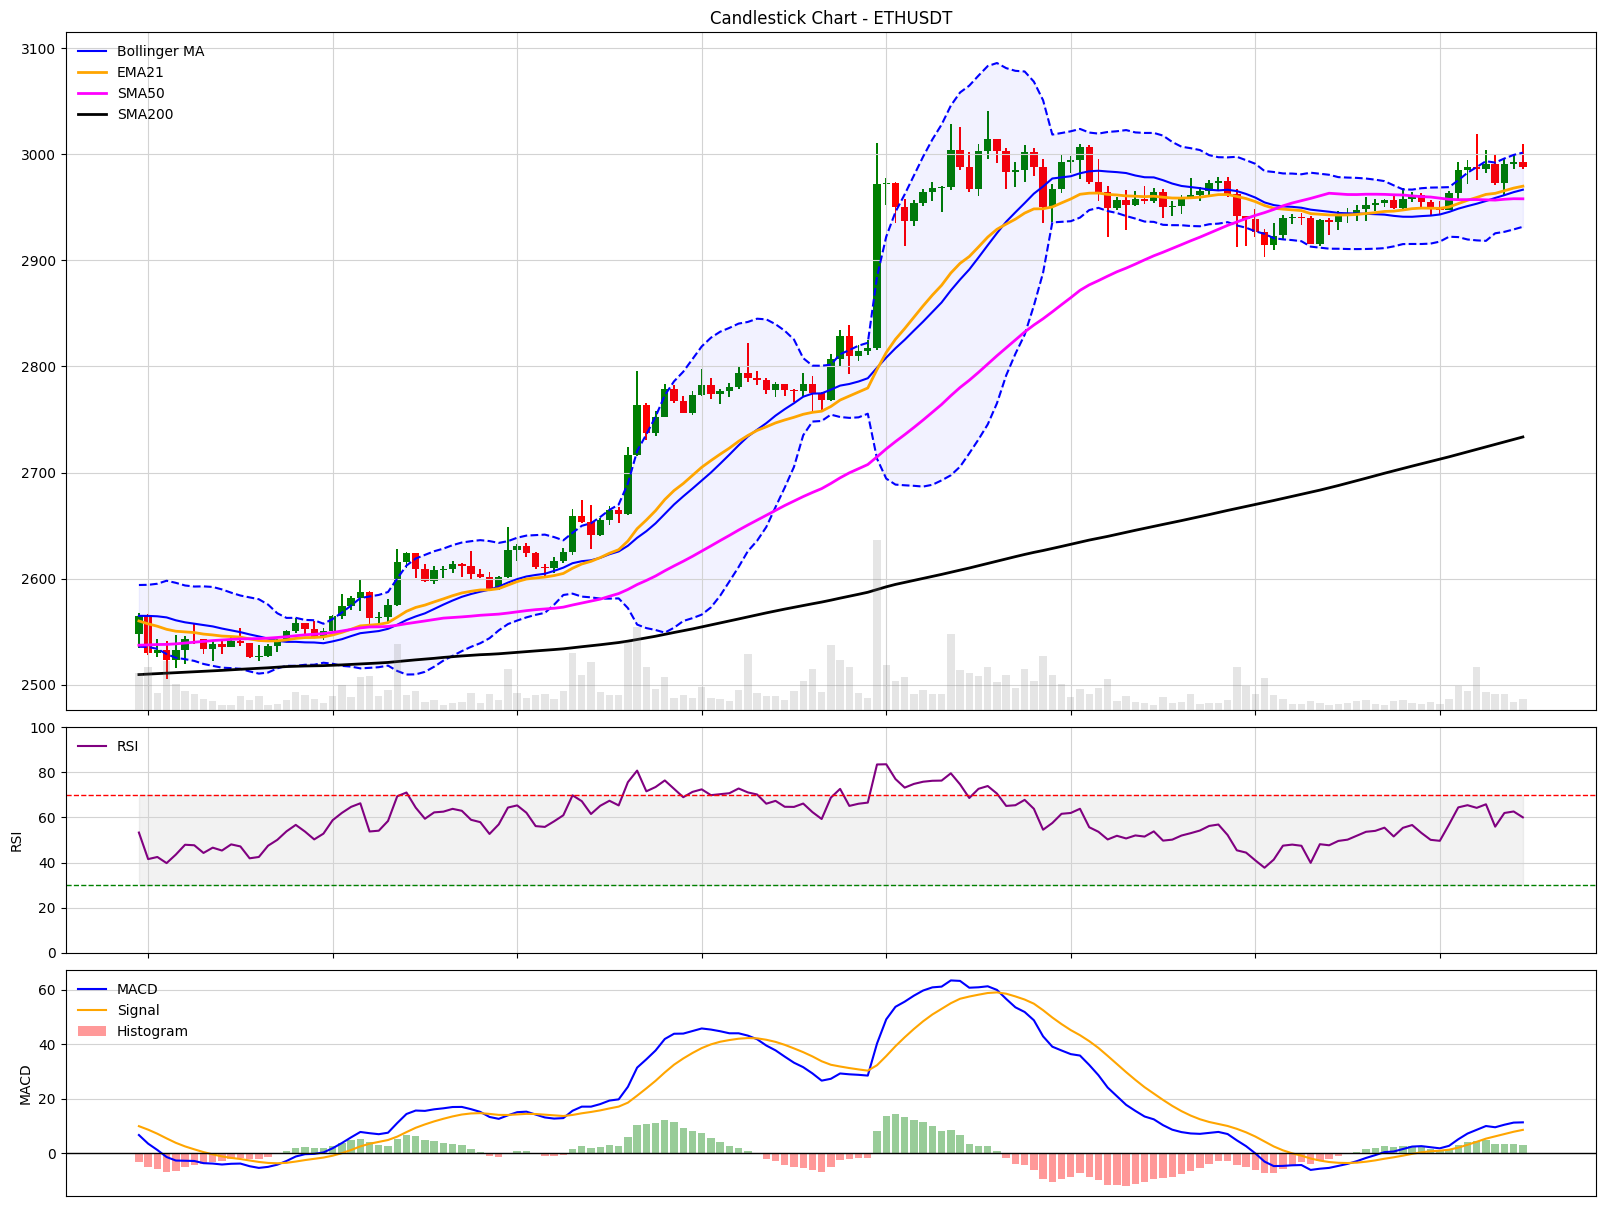 Candlestick Chart - ETHUSDT
Bollinger MA
EMA21
SMA50
SMA200
3100
3000
2900
2800
2700
2600
2500
RSI
RSI
100
80
60
40
20
0
MACD
Signal
Histogram
MACD
60
40
20
0